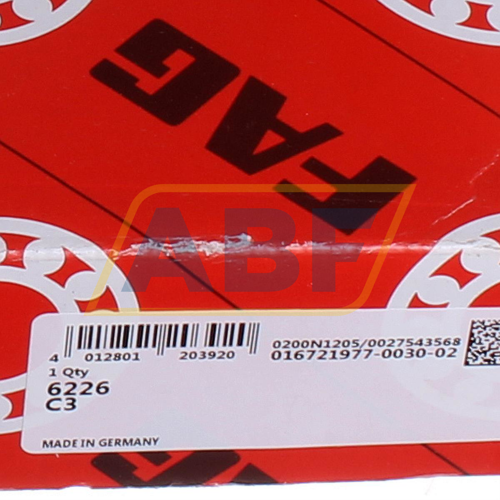 FAG
ABF
4 012801 203920
0200N1205/0027543568
016721977-0030-02
1 Qty
6226
C3
MADE IN GERMANY